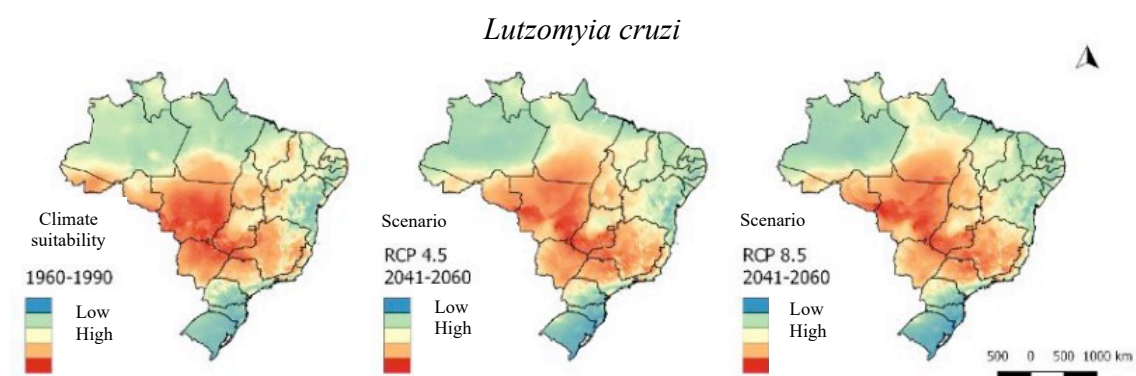 Lutzomyia cruzi
Climate
suitability
1960-1990
Low
High
Scenario
RCP 4.5
2041-2060
Low
High
Scenario
RCP 8.5
2041-2060
Low
High
500 0 500 1000 km